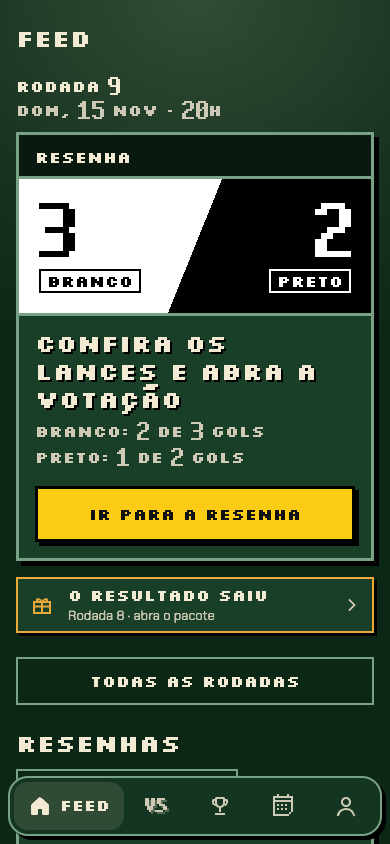 FEED
RODADA 9
DOM, 15 NOV · 20H
RESENHA
3
2
BRANCO
PRETO
CONFIRA OS
LANCES E ABRA A
VOTAÇÃO
BRANCO: 2 DE 3 GOLS
PRETO: 1 DE 2 GOLS
IR PARA A RESENHA
O RESULTADO SAIU
Rodada 8 · abra o pacote
TODAS AS RODADAS
RESENHAS
FEED
VS